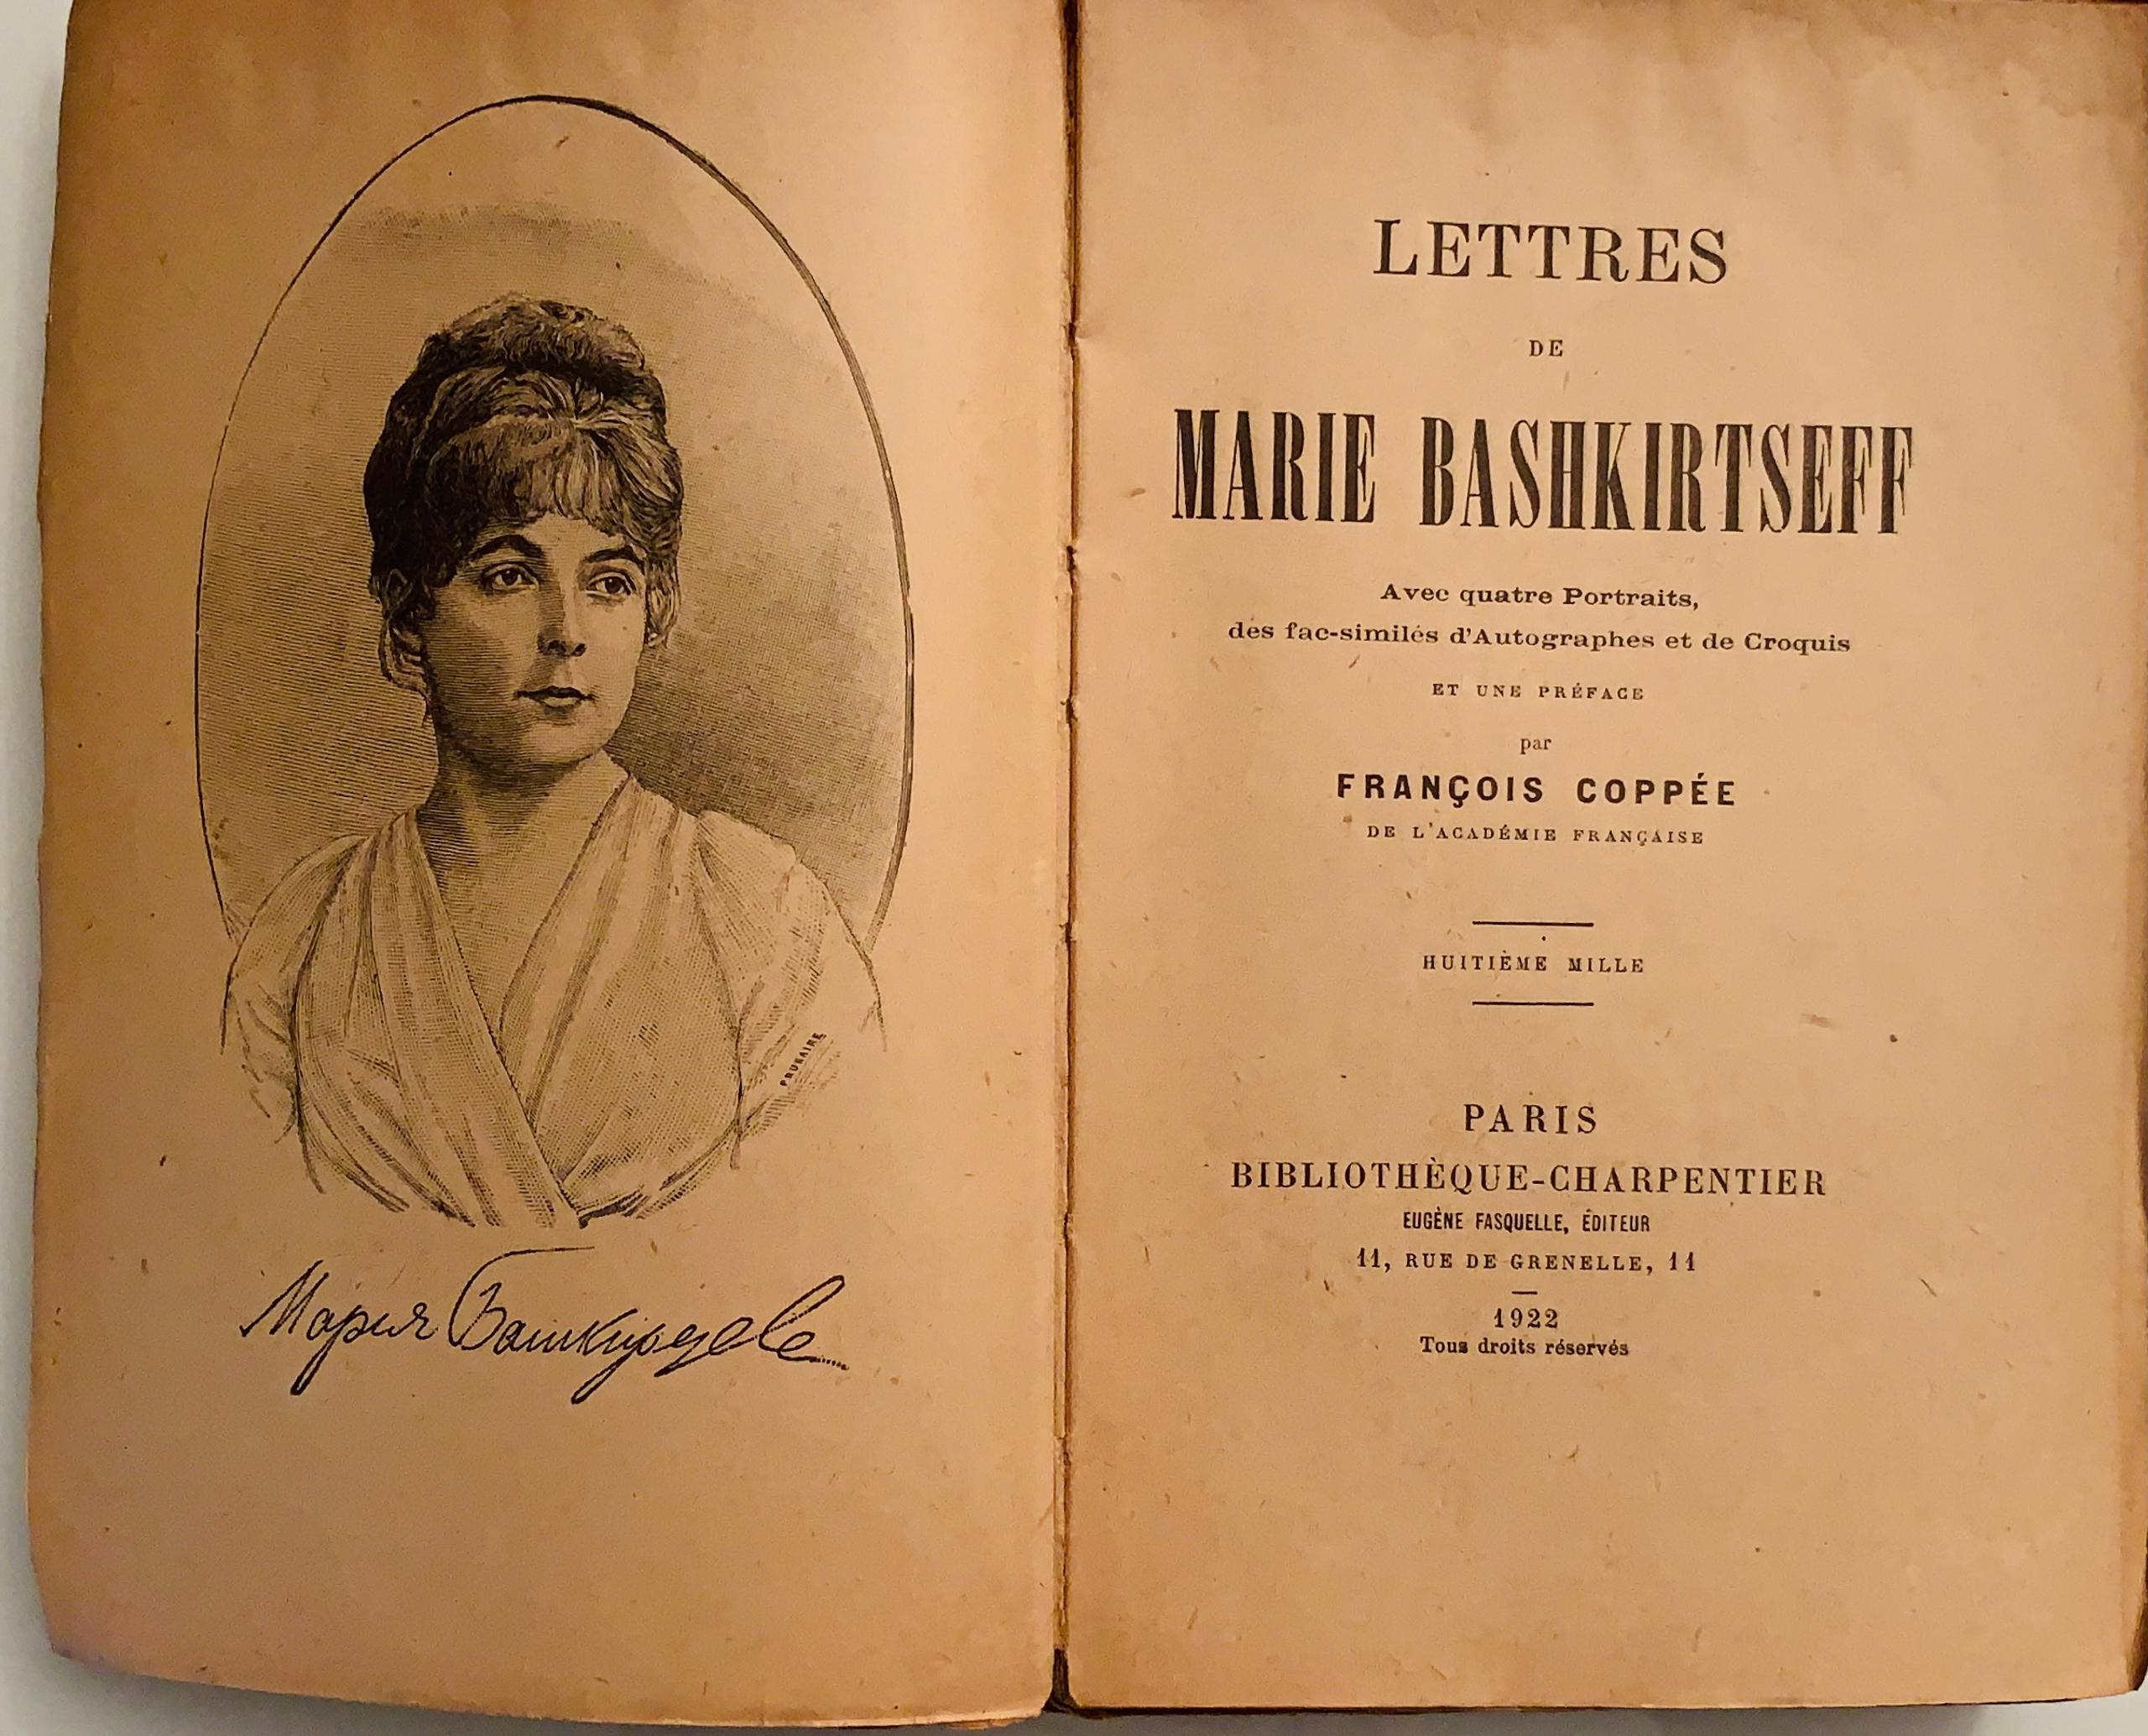 PRUNAIRE
Мария Башкирцева
LETTRES
DE
MARIE BASHKIRTSEFF
Avec quatre Portraits,
des fac-similés d'Autographes et de Croquis
ET UNE PRÉFACE
par
FRANÇOIS COPPÉE
DE L'ACADÉMIE FRANÇAISE
HUITIÈME MILLE
PARIS
BIBLIOTHÈQUE-CHARPENTIER
EUGÈNE FASQUELLE, ÉDITEUR
11, RUE DE GRENELLE, 11
1922
Tous droits réservés